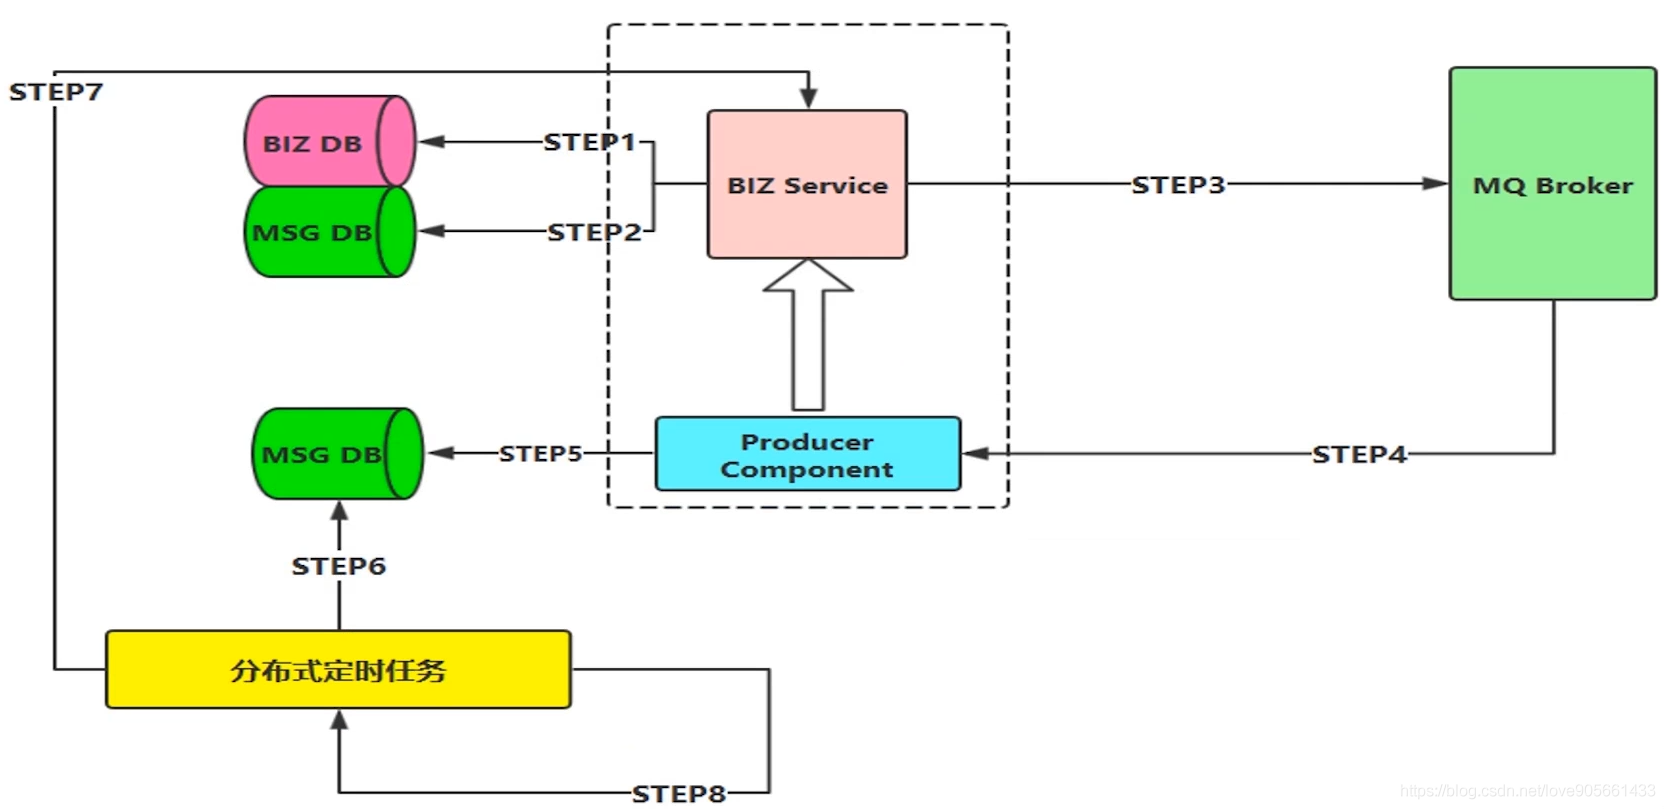 STEP7
BIZ DB
STEP1
BIZ Service
STEP3
MQ Broker
MSG DB
STEP2
Producer
Component
MSG DB
STEP5
STEP4
STEP6
分布式定时任务
STEP8
https://blog.csdn.net/love905661433